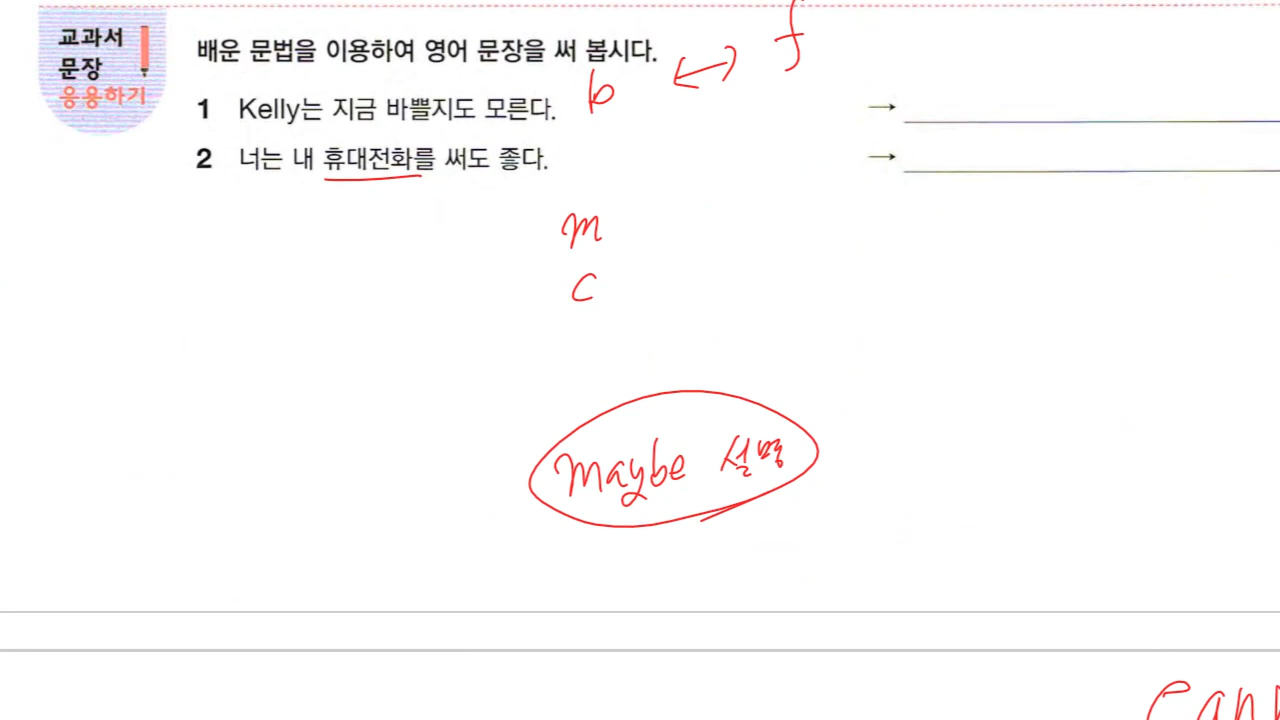 교과서
문장
응용하기
배운 문법을 이용하여 영어 문장을 써 봅시다.
b ↔ f
1 Kelly는 지금 바쁠지도 모른다. →
2 너는 내 휴대전화를 써도 좋다. →
m
c
maybe 설명